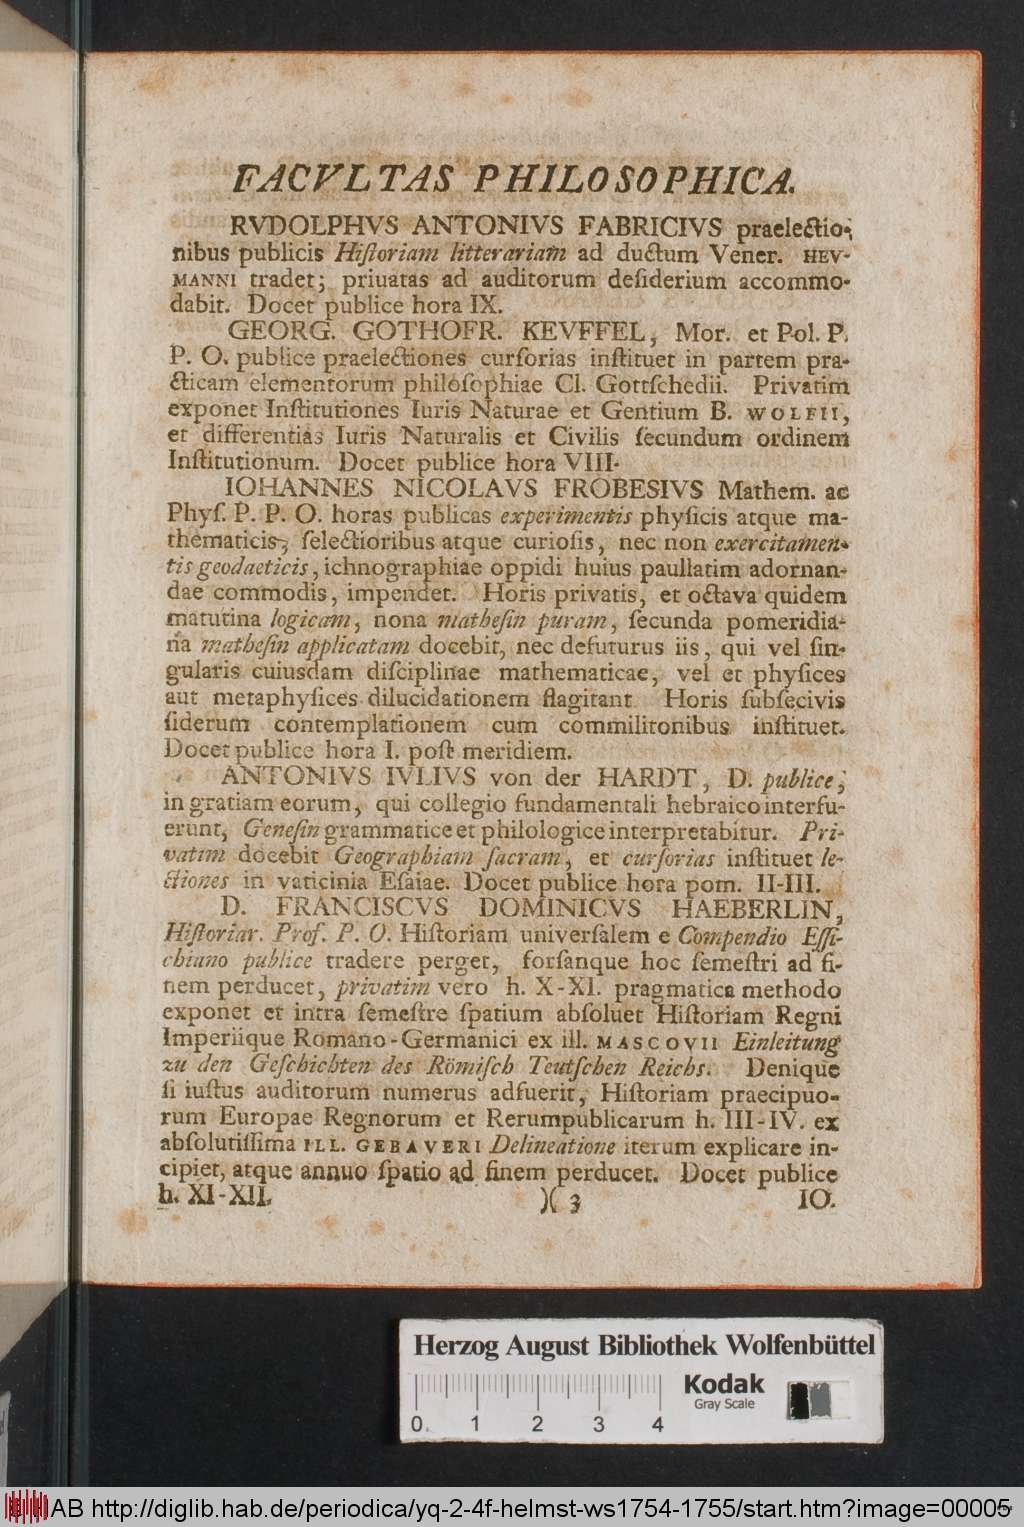 FACVLTAS PHILOSOPHICA.
RVDOLPHVS ANTONIVS FABRICIVS praelectio-
nibus publicis Hiſtoriam litterariam ad ductum Vener. HEV-
MANNI tradet; priuatas ad auditorum deſiderium accommo-
dabit. Docet publice hora IX.
GEORG. GOTHOFR. KEVFFEL, Mor. et Pol. P.
P. O. publice praelectiones curſorias inſtituet in partem pra-
cticam elementorum philoſophiae Cl. Gottſchedii. Privatim
exponet Inſtitutiones Iuris Naturae et Gentium B. WOLFII,
et differentias Iuris Naturalis et Civilis ſecundum ordinem
Inſtitutionum. Docet publice hora VIII.
IOHANNES NICOLAVS FROBESIVS Mathem. ac
Phyſ. P. P. O. horas publicas experimentis phyſicis atque ma-
thematicis, ſelectioribus atque curioſis, nec non exercitamen-
tis geodaeticis, ichnographiae oppidi huius paullatim adornan-
dae commodis, impendet. Horis privatis, et octava quidem
matutina logicam, nona matheſin puram, ſecunda pomeridia-
na matheſin applicatam docebit, nec defuturus iis, qui vel ſin-
gularis cuiusdam diſciplinae mathematicae, vel et phyſices
aut metaphyſices dilucidationem flagitant. Horis ſubſecivis
ſiderum contemplationem cum commilitonibus inſtituet.
Docet publice hora I. poſt meridiem.
ANTONIVS IVLIVS von der HARDT, D. publice,
in gratiam eorum, qui collegio fundamentali hebraico interfu-
erunt, Geneſin grammatice et philologice interpretabitur. Pri-
vatim docebit Geographiam ſacram, et curſorias inſtituet le-
ctiones in vaticinia Eſaiae. Docet publice hora pom. II-III.
D. FRANCISCVS DOMINICVS HAEBERLIN,
Hiſtoriar. Prof. P. O. Hiſtoriam univerſalem e Compendio Eſſi-
chiano publice tradere perget, forſanque hoc ſemeſtri ad fi-
nem perducet, privatim vero h. X-XI. pragmatica methodo
exponet et intra ſemeſtre ſpatium abſoluet Hiſtoriam Regni
Imperiique Romano-Germanici ex ill. MASCOVII Einleitung
zu den Geſchichten des Römiſch Teutſchen Reichs. Denique
ſi iuſtus auditorum numerus adfuerit, Hiſtoriam praecipuo-
rum Europae Regnorum et Rerumpublicarum h. III-IV. ex
abſolutiſſima ILL. GEBAVERI Delineatione iterum explicare in-
cipiet, atque annuo ſpatio ad finem perducet. Docet publice
h. XI-XII.
)( 3
IO.
Herzog August Bibliothek Wolfenbüttel
Kodak
Gray Scale
0 1 2 3 4
HAB http://diglib.hab.de/periodica/yq-2-4f-helmst-ws1754-1755/start.htm?image=00005